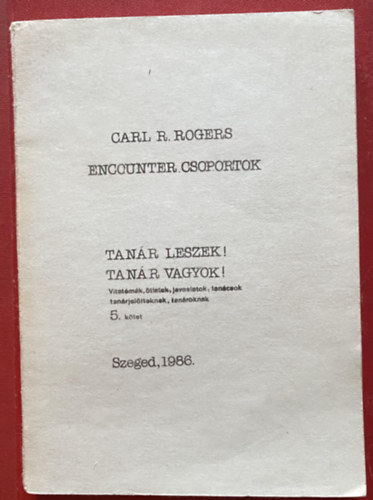 CARL R. ROGERS
ENCOUNTER CSOPORTOK
TANÁR LESZEK!
TANÁR VAGYOK!
Vitatémák, ötletek, javaslatok, tanácsok
tanárjelölteknek, tanároknak
5. kötet
Szeged, 1986.